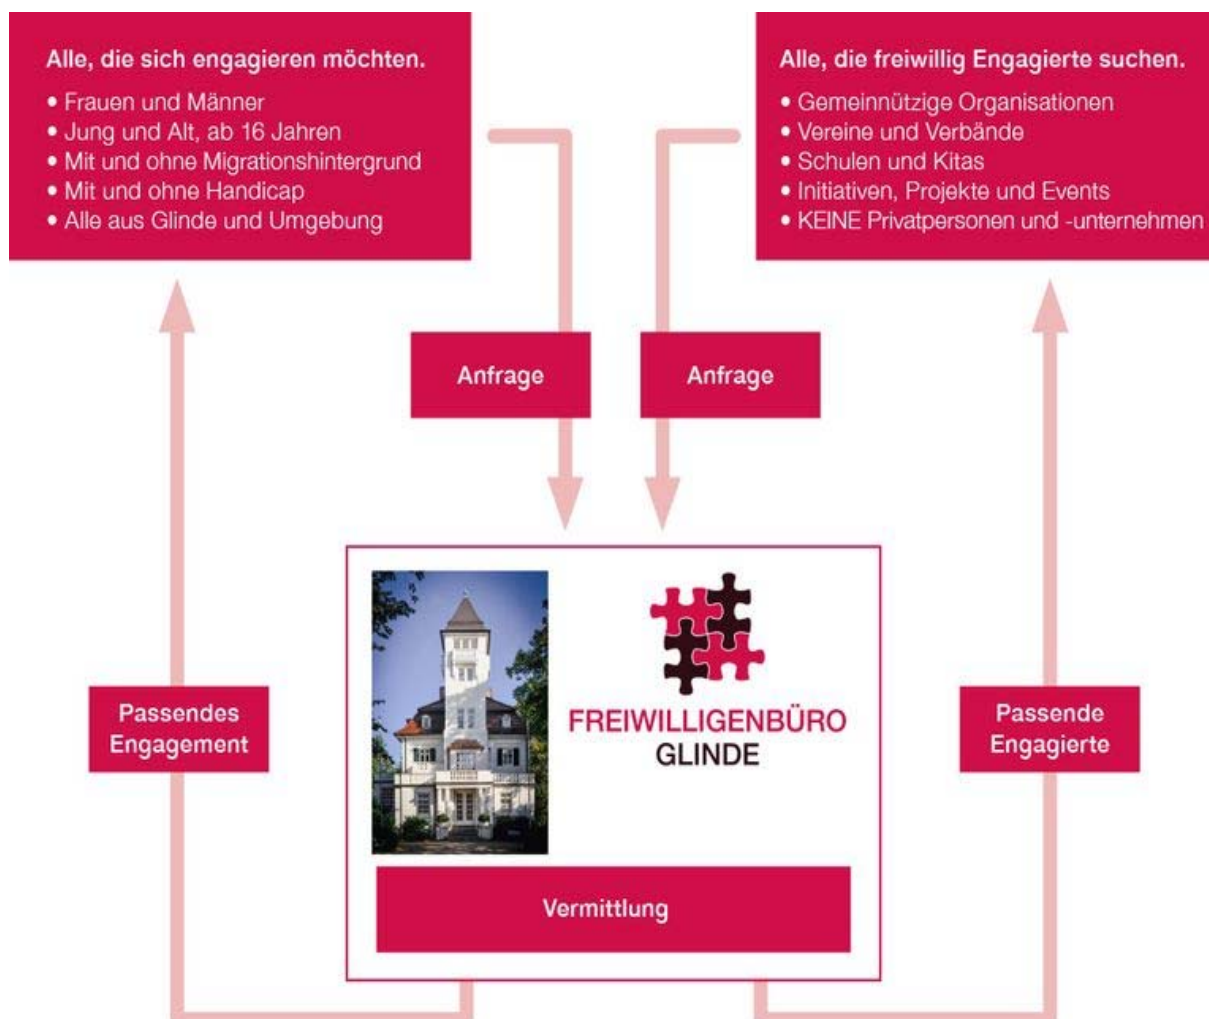 Alle, die sich engagieren möchten.
• Frauen und Männer
• Jung und Alt, ab 16 Jahren
• Mit und ohne Migrationshintergrund
• Mit und ohne Handicap
• Alle aus Glinde und Umgebung
Alle, die freiwillig Engagierte suchen.
• Gemeinnützige Organisationen
• Vereine und Verbände
• Schulen und Kitas
• Initiativen, Projekte und Events
• KEINE Privatpersonen und -unternehmen
Anfrage
Anfrage
Passendes
Engagement
FREIWILLIGENBÜRO
GLINDE
Passende
Engagierte
Vermittlung